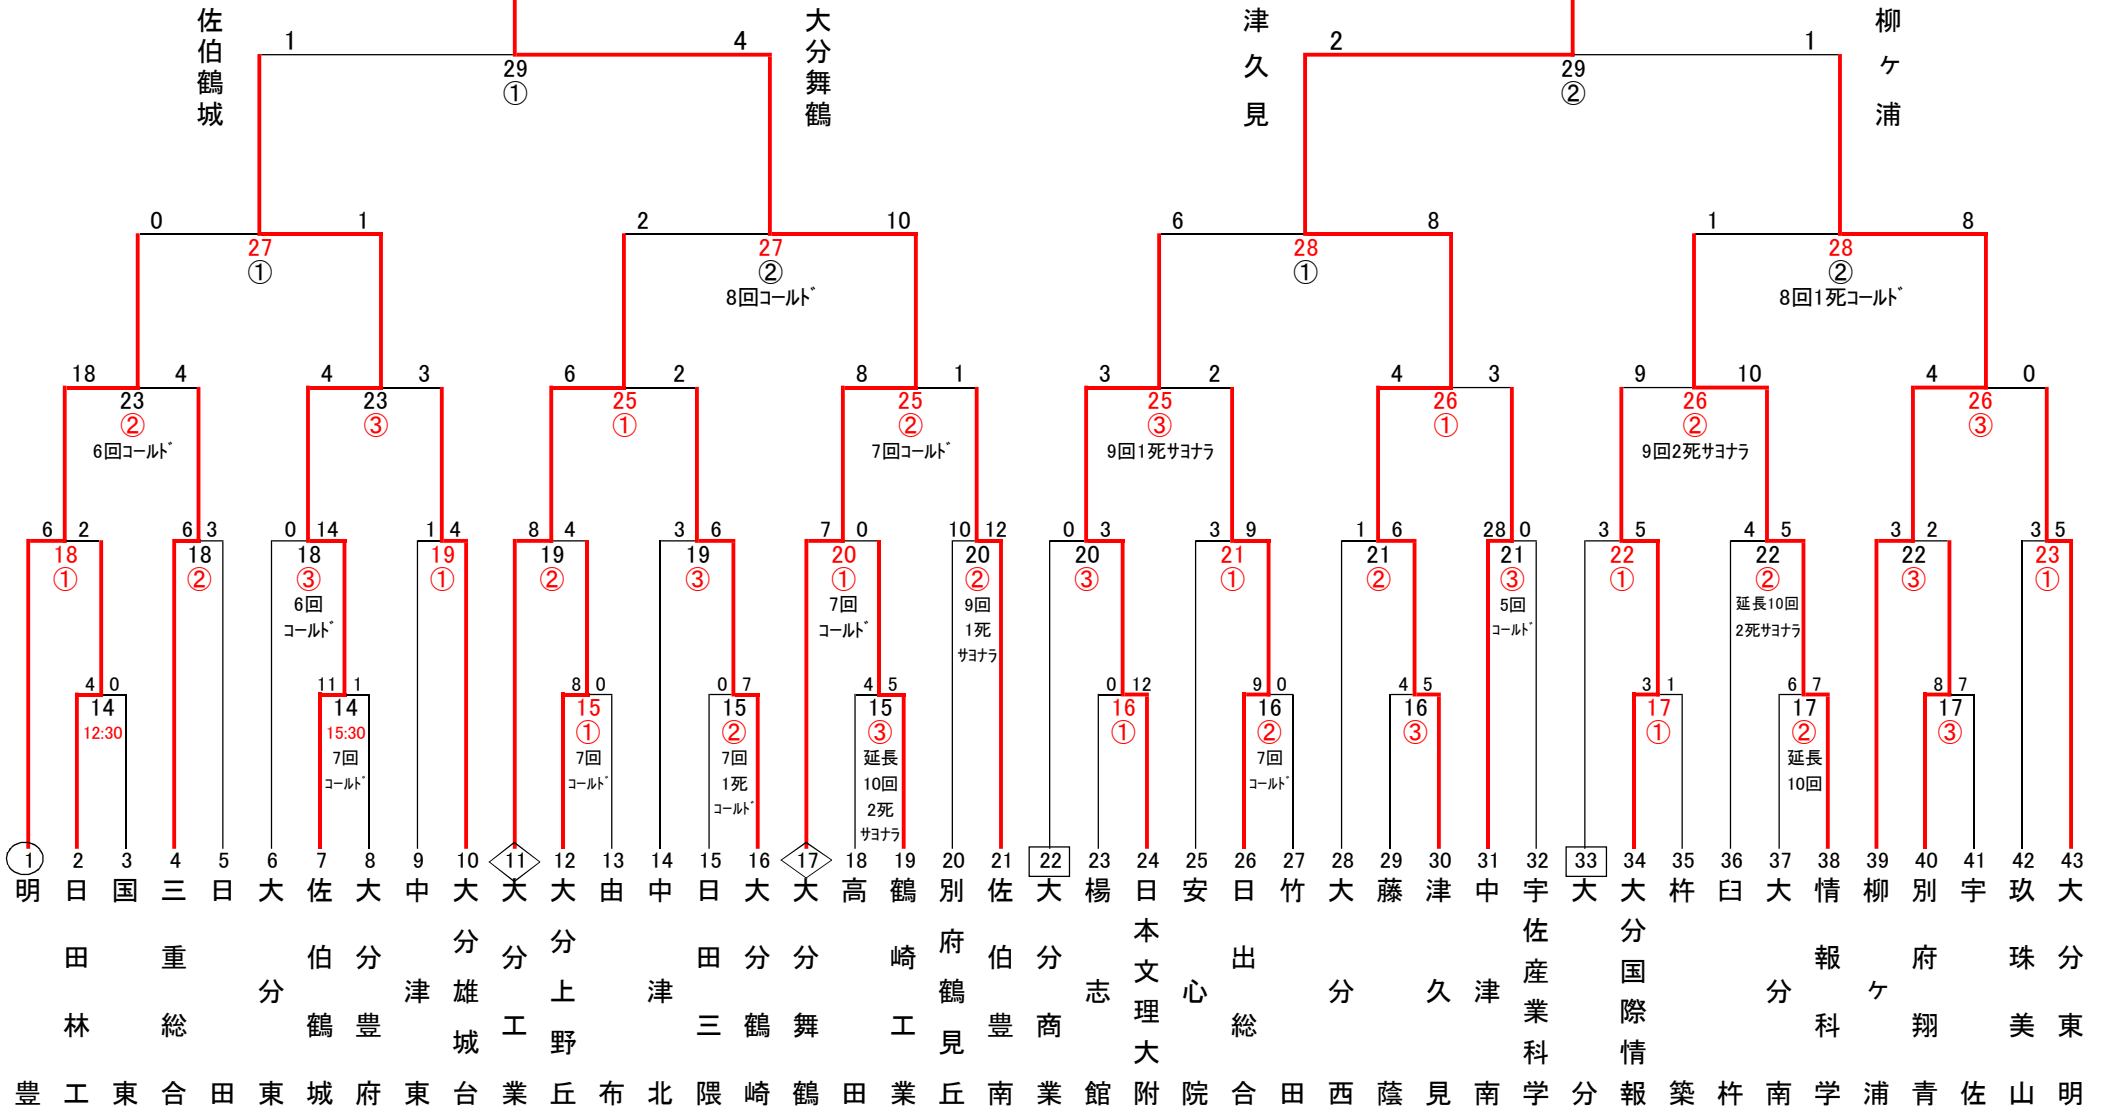 佐伯鶴城 1 4 大分舞鶴 津久見 2 1 柳ヶ浦
29 29
① ②
0 1 2 10 6 8 1 8
27 27 28 28
① ② ① ②
8回コールド 8回1死コールド
18 4 4 3 6 2 8 1 3 2 4 3 9 10 4 0
23 23 25 25 25 26 26 26
② ③ ① ② ③ ① ② ③
6回コールド 7回コールド 9回1死サヨナラ 9回2死サヨナラ
6 2 6 3 0 14 1 4 8 4 3 6 7 0 10 12 0 3 3 9 1 6 28 0 3 5 4 5 3 2 3 5
18 18 18 19 19 19 20 20 20 21 21 21 22 22 22 23
① ② ③ ① ② ③ ① ② ③ ① ② ③ ① ② ③ ①
6回 7回 9回 5回 延長10回
コールド コールド 1死 コールド 2死サヨナラ
サヨナラ
4 0 11 1 8 0 0 7 4 5 0 12 9 0 4 5 3 1 6 7 8 7
14 14 15 15 15 16 16 16 17 17 17
12:30 15:30 ① ② ③ ① ② ③ ① ② ③
7回 7回 7回 延長 7回 延長
コールド コールド 1死 10回 コールド 10回
コールド 2死
サヨナラ
1 2 3 4 5 6 7 8 9 10 11 12 13 14 15 16 17 18 19 20 21 22 23 24 25 26 27 28 29 30 31 32 33 34 35 36 37 38 39 40 41 42 43
明豊
日田林工
国東
三重総合
日田
大分東
佐伯鶴城
大分豊府
中津東
大分雄城台
大分工業
大分上野丘
由布
中津北
日田三隈
大分鶴崎
大分舞鶴
高田
鶴崎工業
別府鶴見丘
佐伯豊南
大分商業
楊志館
日本文理大附
安心院
日出総合
竹田
大分西
藤蔭
津久見
中津南
宇佐産業科学
大分
大分国際情報
杵築
臼杵
大分南
情報科学
柳ヶ浦
別府翔青
宇佐
玖珠美山
大分東明